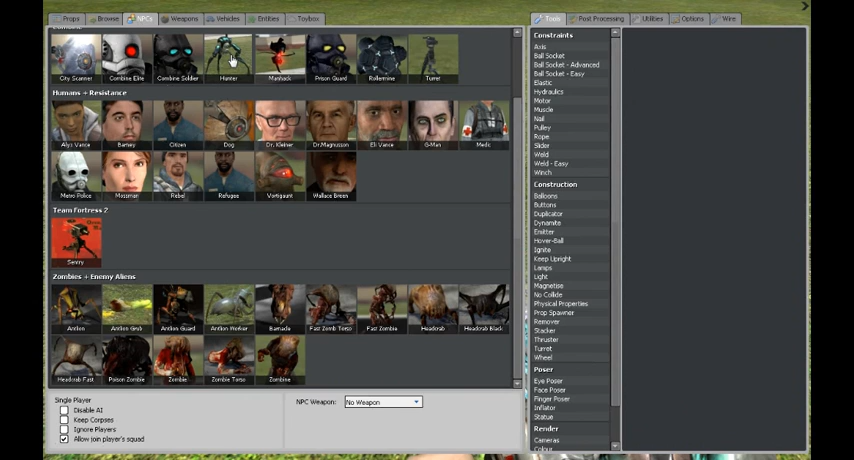 Props Browse NPCs Weapons Vehicles Entities Toybox
City Scanner Combine Elite Combine Soldier Hunter Manhack Prison Guard Rollermine Turret
Humans + Resistance
Alyx Vance Barney Citizen Dog Dr. Kleiner Dr.Magnusson Eli Vance G-Man Medic
Metro Police Mossman Rebel Refugee Vortigaunt Wallace Breen
Team Fortress 2
Sentry
Zombies + Enemy Aliens
Antlion Antlion Grub Antlion Guard Antlion Worker Barnacle Fast Zomb Torso Fast Zombie Headcrab Headcrab Black
Headcrab Fast Poison Zombie Zombie Zombie Torso Zombine
Single Player
Disable AI
Keep Corpses
Ignore Players
Allow join player's squad
NPC Weapon: No Weapon
Tools Post Processing Utilities Options Wire
Constraints
Axis
Ball Socket
Ball Socket - Advanced
Ball Socket - Easy
Elastic
Hydraulics
Motor
Muscle
Nail
Pulley
Rope
Slider
Weld
Weld - Easy
Winch
Construction
Balloons
Buttons
Duplicator
Dynamite
Emitter
Hover-Ball
Ignite
Keep Upright
Lamps
Light
Magnetise
No Collide
Physical Properties
Prop Spawner
Remover
Stacker
Thruster
Turret
Wheel
Poser
Eye Poser
Face Poser
Finger Poser
Inflator
Statue
Render
Cameras
Colour